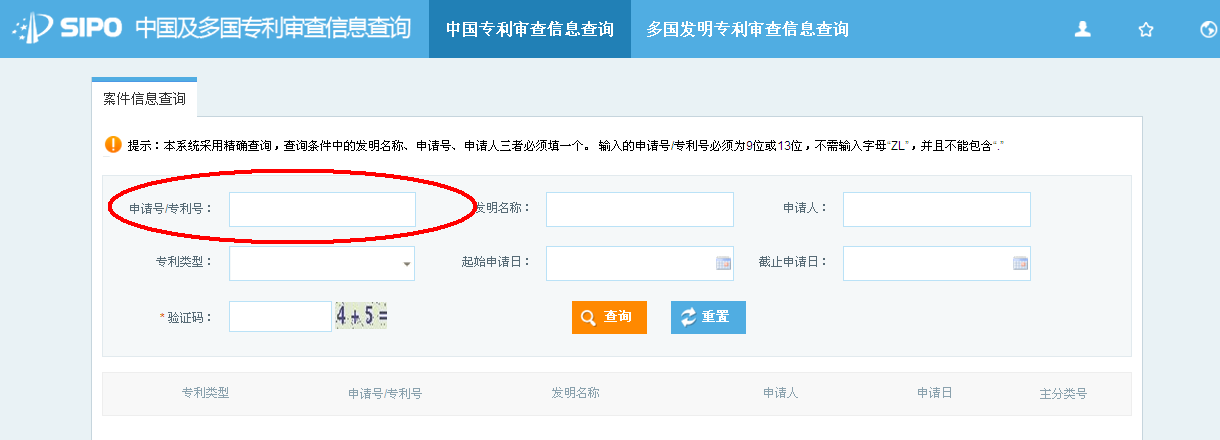 SIPO 中国及多国专利审查信息查询 中国专利审查信息查询 多国发明专利审查信息查询
案件信息查询
提示：本系统采用精确查询，查询条件中的发明名称、申请号、申请人三者必须填一个。 输入的申请号/专利号必须为9位或13位，不需输入字母“ZL”，并且不能包含“.”
申请号/专利号： 发明名称： 申请人：
专利类型： 起始申请日： 截止申请日：
*验证码： 4+5= 查询 重置
专利类型 申请号/专利号 发明名称 申请人 申请日 主分类号